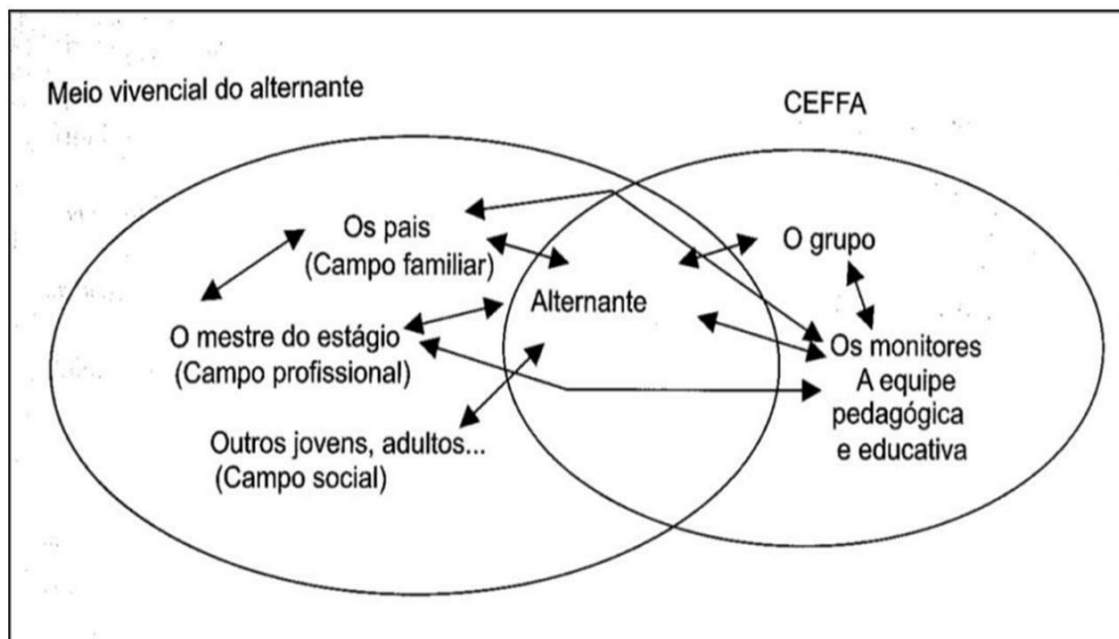 Meio vivencial do alternante
CEFFA
Os pais
(Campo familiar)
O grupo
Alternante
O mestre do estágio
(Campo profissional)
Os monitores
A equipe
pedagógica
e educativa
Outros jovens, adultos...
(Campo social)